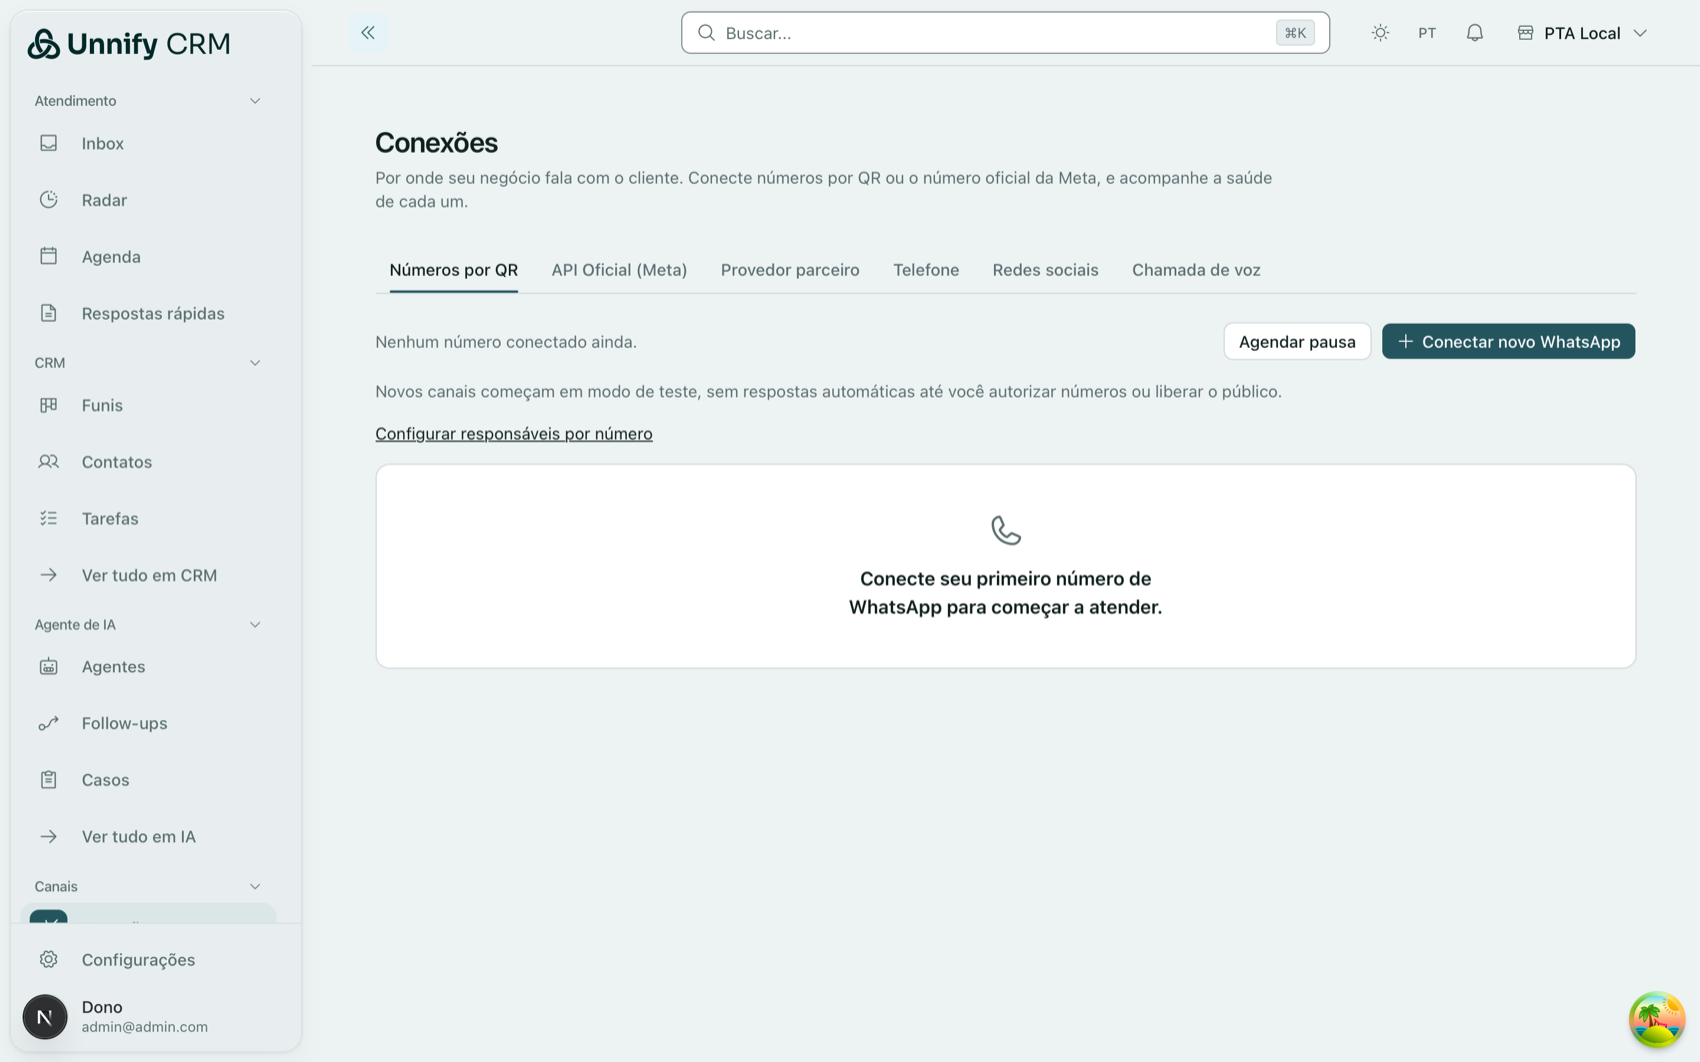 Unnify CRM
Buscar...
⌘K
PT
PTA Local
Atendimento
Inbox
Radar
Agenda
Respostas rápidas
CRM
Funis
Contatos
Tarefas
Ver tudo em CRM
Agente de IA
Agentes
Follow-ups
Casos
Ver tudo em IA
Canais
Configurações
N
Dono
admin@admin.com
Conexões
Por onde seu negócio fala com o cliente. Conecte números por QR ou o número oficial da Meta, e acompanhe a saúde
de cada um.
Números por QR
API Oficial (Meta)
Provedor parceiro
Telefone
Redes sociais
Chamada de voz
Nenhum número conectado ainda.
Agendar pausa
Conectar novo WhatsApp
Novos canais começam em modo de teste, sem respostas automáticas até você autorizar números ou liberar o público.
Configurar responsáveis por número
Conecte seu primeiro número de
WhatsApp para começar a atender.